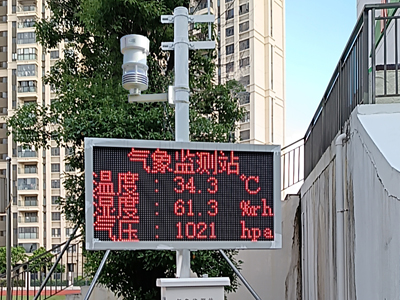 气象监测站
温度: 34.3 ℃
湿度: 61.3 %rh
气压: 1021 hpa